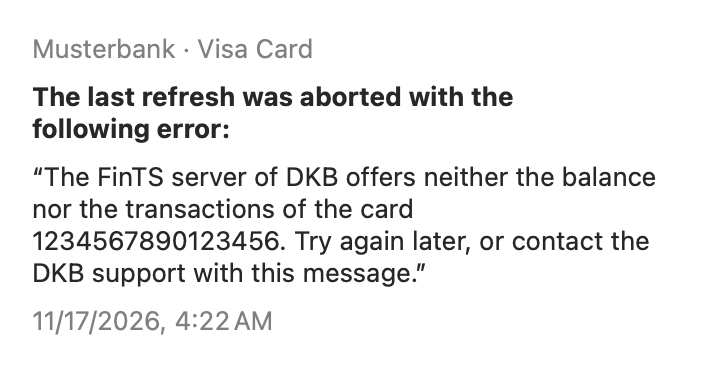 Musterbank · Visa Card
The last refresh was aborted with the
following error:
“The FinTS server of DKB offers neither the balance
nor the transactions of the card
1234567890123456. Try again later, or contact the
DKB support with this message.”
11/17/2026, 4:22 AM